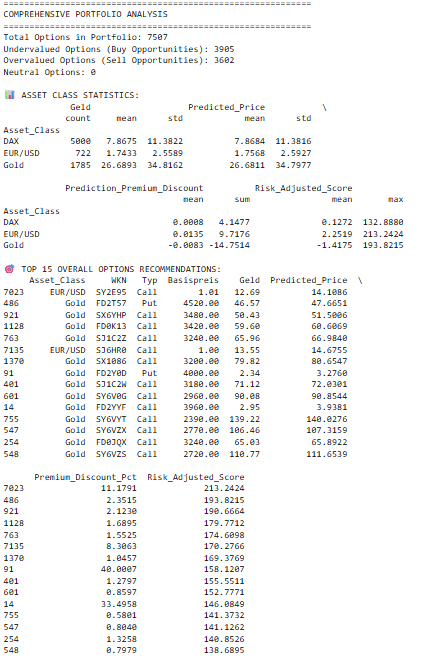 ============================================================
COMPREHENSIVE PORTFOLIO ANALYSIS
============================================================
Total Options in Portfolio: 7507
Undervalued Options (Buy Opportunities): 3905
Overvalued Options (Sell Opportunities): 3602
Neutral Options: 0
📊 ASSET CLASS STATISTICS:
Geld Predicted_Price \
count mean std mean std
Asset_Class
DAX 5000 7.8675 11.3822 7.8684 11.3816
EUR/USD 722 1.7433 2.5589 1.7568 2.5927
Gold 1785 26.6893 34.8162 26.6811 34.7977
Prediction_Premium_Discount Risk_Adjusted_Score
mean sum mean max
Asset_Class
DAX 0.0008 4.1477 0.1272 132.8880
EUR/USD 0.0135 9.7176 2.2519 213.2424
Gold -0.0083 -14.7514 -1.4175 193.8215
🎯 TOP 15 OVERALL OPTIONS RECOMMENDATIONS:
Asset_Class WKN Typ Basispreis Geld Predicted_Price \
7023 EUR/USD SY2E95 Call 1.01 12.69 14.1086
486 Gold FD2T57 Put 4520.00 46.57 47.6651
921 Gold SX6YHP Call 3480.00 50.43 51.5006
1128 Gold FD0K13 Call 3420.00 59.60 60.6069
763 Gold SJ1C2Z Call 3240.00 65.96 66.9840
7135 EUR/USD SJ6HR0 Call 1.00 13.55 14.6755
1370 Gold SX1086 Call 3200.00 79.82 80.6547
91 Gold FD2Y0D Put 4000.00 2.34 3.2760
401 Gold SJ1C2W Call 3180.00 71.12 72.0301
601 Gold SY6V0G Call 2960.00 90.08 90.8544
14 Gold FD2YYF Call 3960.00 2.95 3.9381
755 Gold SY6VYT Call 2390.00 139.22 140.0276
547 Gold SY6VZX Call 2770.00 106.46 107.3159
254 Gold FD0JQX Call 3240.00 65.03 65.8922
548 Gold SY6VZS Call 2720.00 110.77 111.6539
Premium_Discount_Pct Risk_Adjusted_Score
7023 11.1791 213.2424
486 2.3515 193.8215
921 2.1230 190.6664
1128 1.6895 179.7712
763 1.5525 174.6098
7135 8.3063 170.2766
1370 1.0457 169.3769
91 40.0007 158.1207
401 1.2797 155.5511
601 0.8597 152.7771
14 33.4958 146.0849
755 0.5801 141.3732
547 0.8040 141.1262
254 1.3258 140.8526
548 0.7979 138.6895